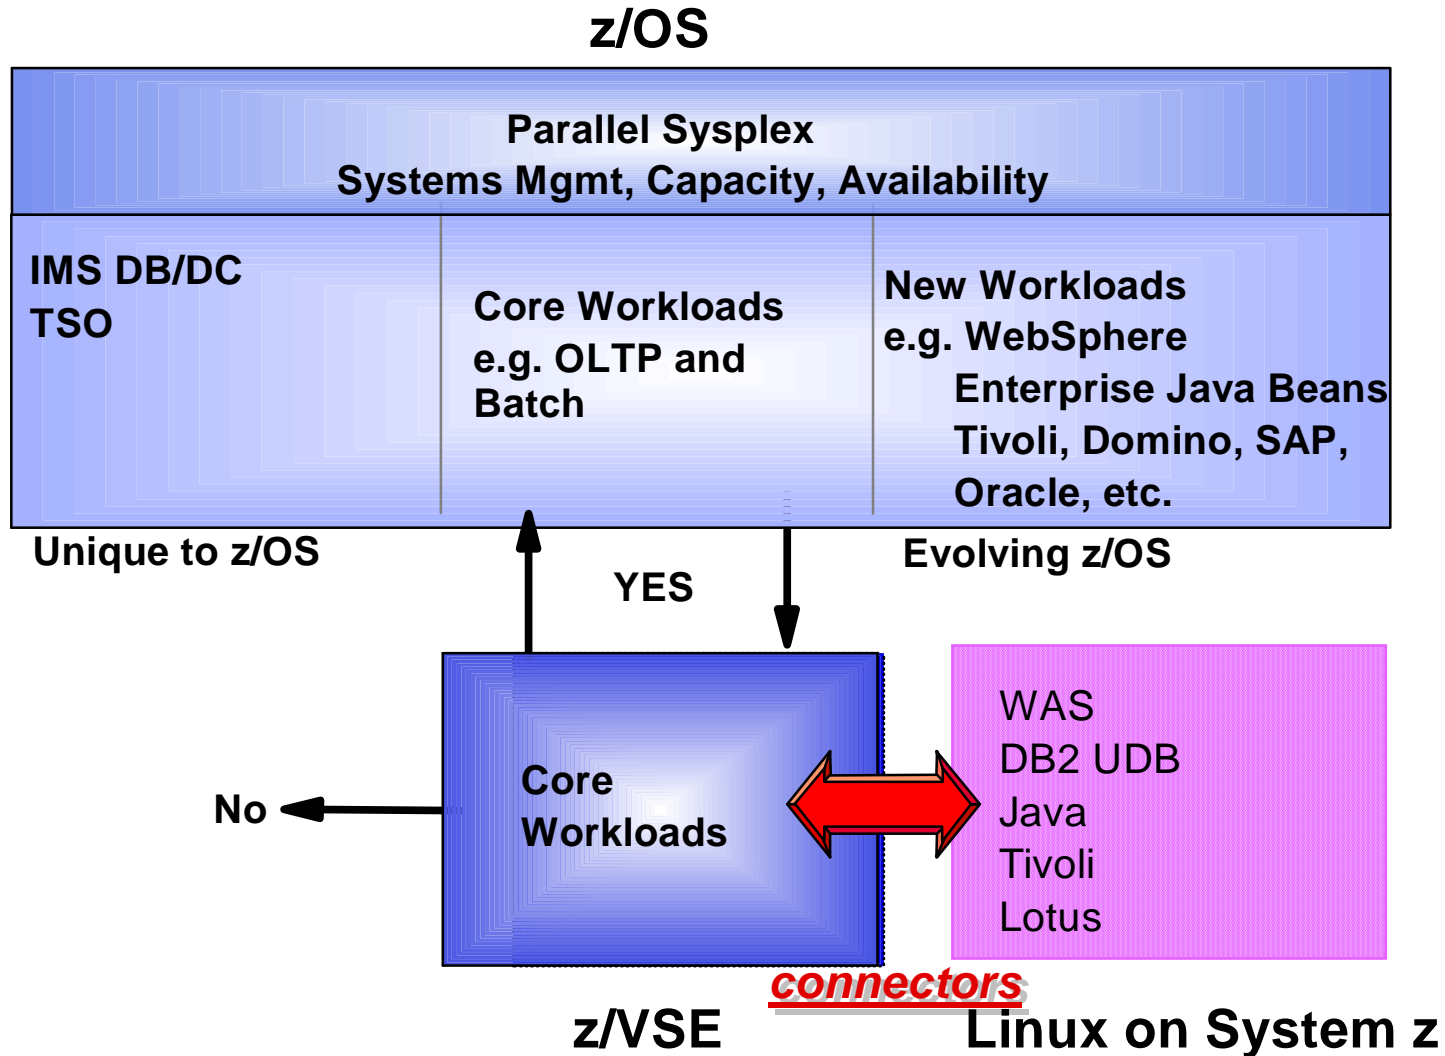 z/OS
Parallel Sysplex
Systems Mgmt, Capacity, Availability
IMS DB/DC
TSO
Core Workloads
e.g. OLTP and
Batch
New Workloads
e.g. WebSphere
Enterprise Java Beans
Tivoli, Domino, SAP,
Oracle, etc.
Unique to z/OS
YES
Evolving z/OS
No
Core
Workloads
WAS
DB2 UDB
Java
Tivoli
Lotus
connectors
z/VSE
Linux on System z